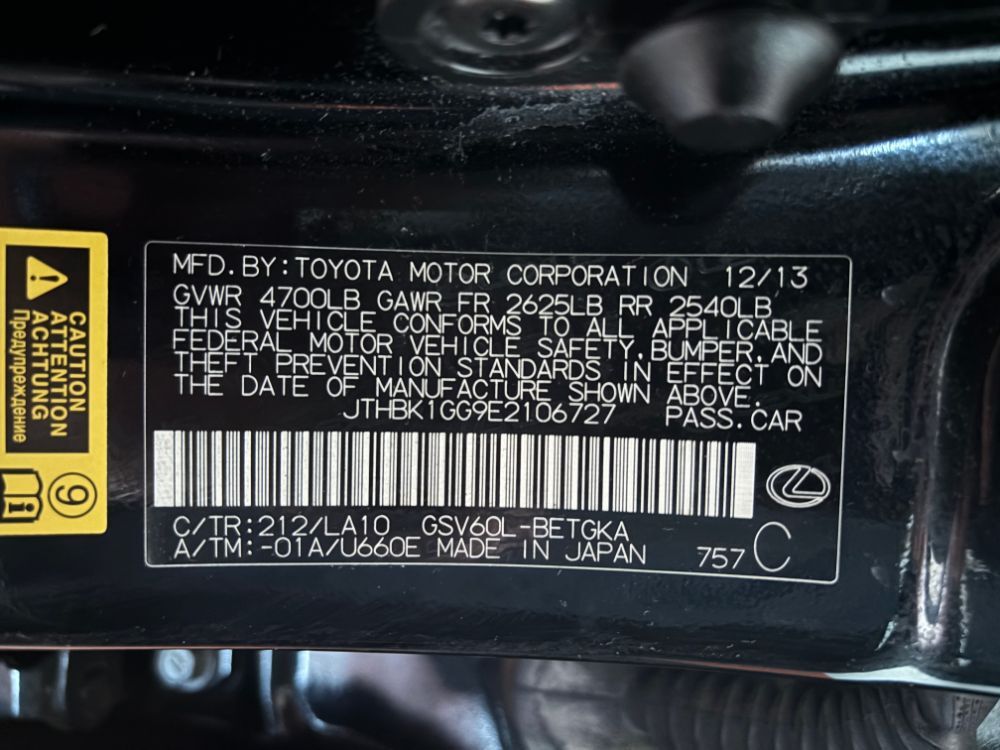 MFD.BY:TOYOTA MOTOR CORPORATION 12/13
GVWR 4700LB GAWR FR 2625LB RR 2540LB
THIS VEHICLE CONFORMS TO ALL APPLICABLE
FEDERAL MOTOR VEHICLE SAFETY,BUMPER,AND
THEFT PREVENTION STANDARDS IN EFFECT ON
THE DATE OF MANUFACTURE SHOWN ABOVE.
JTHBK1GG9E2106727 PASS.CAR
C/TR:212/LA10 GSV60L-BETGKA
A/TM:-01A/U660E MADE IN JAPAN 757 C
CAUTION
ATTENTION
ACHTUNG
Предупреждение
9